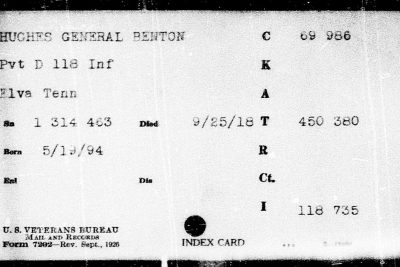 HUGHES GENERAL BENTON C 69 986
Pvt D 118 Inf K
Elva Tenn A
Sn 1 314 463 Died 9/25/18 T 450 380
Born 5/19/94 R
Enl Dis Ct.
I 118 735
U. S. VETERANS BUREAU
MAIL AND RECORDS
Form 7202—Rev. Sept., 1926 INDEX CARD